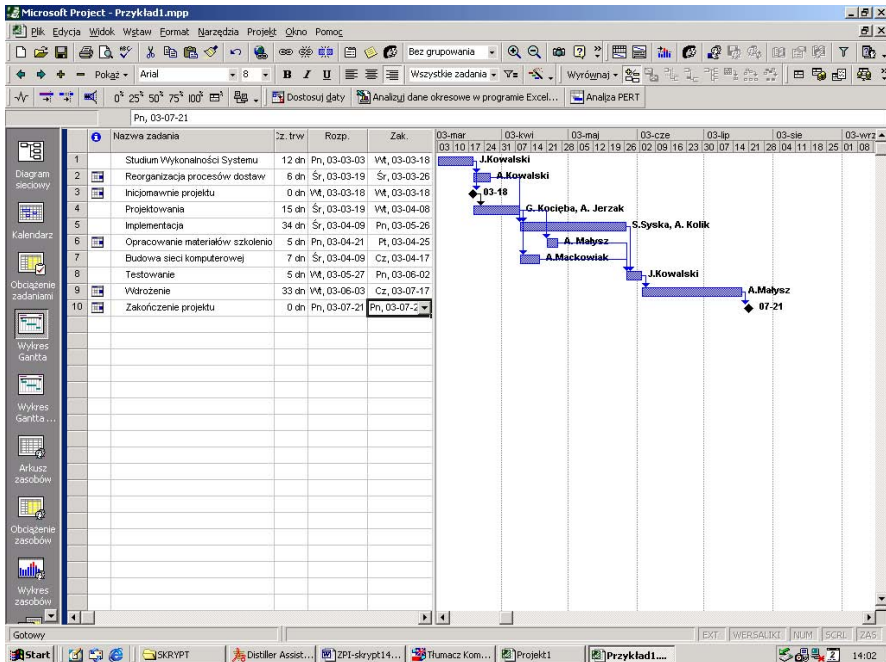 Microsoft Project - Przykład1.mpp
Plik Edycja Widok Wstaw Format Narzędzia Projekt Okno Pomoc
Bez grupowania
Pokaż Arial 8 B I U Wszystkie zadania Wyrównaj
0% 25% 50% 75% 100% Dostosuj daty Analizuj dane okresowe w programie Excel... Analiza PERT
Pn, 03-07-21
Nazwa zadania Cz. trw Rozp. Zak.
03-mar 03-kwi 03-maj 03-cze 03-lip 03-sie 03-wrz
03 10 17 24 31 07 14 21 28 05 12 19 26 02 09 16 23 30 07 14 21 28 04 11 18 25 01 08
1 Studium Wykonalności Systemu 12 dn Pn, 03-03-03 Wt, 03-03-18 J.Kowalski
2 Reorganizacja procesów dostaw 6 dn Śr, 03-03-19 Śr, 03-03-26 A.Kowalski
3 Inicjomawnie projektu 0 dn Wt, 03-03-18 Wt, 03-03-18 03-18
4 Projektowania 15 dn Śr, 03-03-19 Wt, 03-04-08 G. Kocięba, A. Jerzak
5 Implementacja 34 dn Śr, 03-04-09 Pn, 03-05-26 S.Syska, A. Kolik
6 Opracowanie materiałów szkolenio 5 dn Pn, 03-04-21 Pt, 03-04-25 A. Małysz
7 Budowa sieci komputerowej 7 dn Śr, 03-04-09 Cz, 03-04-17 A.Mackowiak
8 Testowanie 5 dn Wt, 03-05-27 Pn, 03-06-02 J.Kowalski
9 Wdrożenie 33 dn Wt, 03-06-03 Cz, 03-07-17 A.Małysz
10 Zakończenie projektu 0 dn Pn, 03-07-21 Pn, 03-07-2 07-21
Diagram
sieciowy
Kalendarz
Obciążenie
zadaniami
Wykres
Gantta
Wykres
Gantta ...
Arkusz
zasobów
Obciążenie
zasobów
Wykres
zasobów
Gotowy EXT WERSALIKI NUM SCRL ZAS
Start SKRYPT Distiller Assist... ZPI-skrypt14... Tłumacz Kom... Projekt1 Przykład1.... 2 14:02